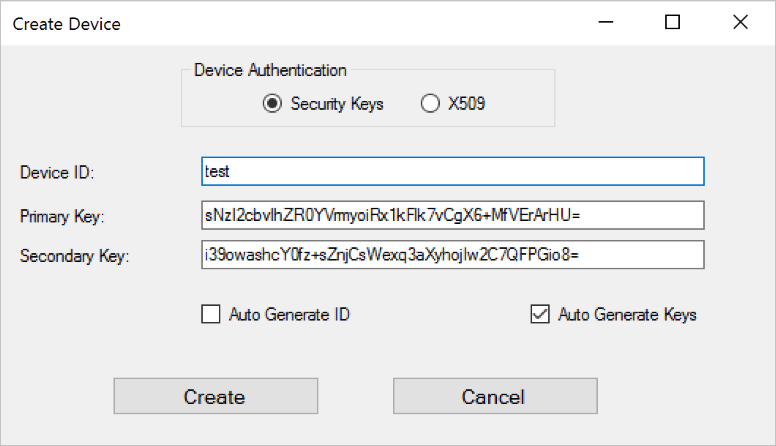 Create Device
Device Authentication
Security Keys X509
Device ID: test
Primary Key: sNzI2cbvlhZR0YVrmyoiRx1kFlk7vCgX6+MfVErArHU=
Secondary Key: i39owashcY0fz+sZnjCsWexq3aXyhojlw2C7QFPGio8=
Auto Generate ID Auto Generate Keys
Create Cancel